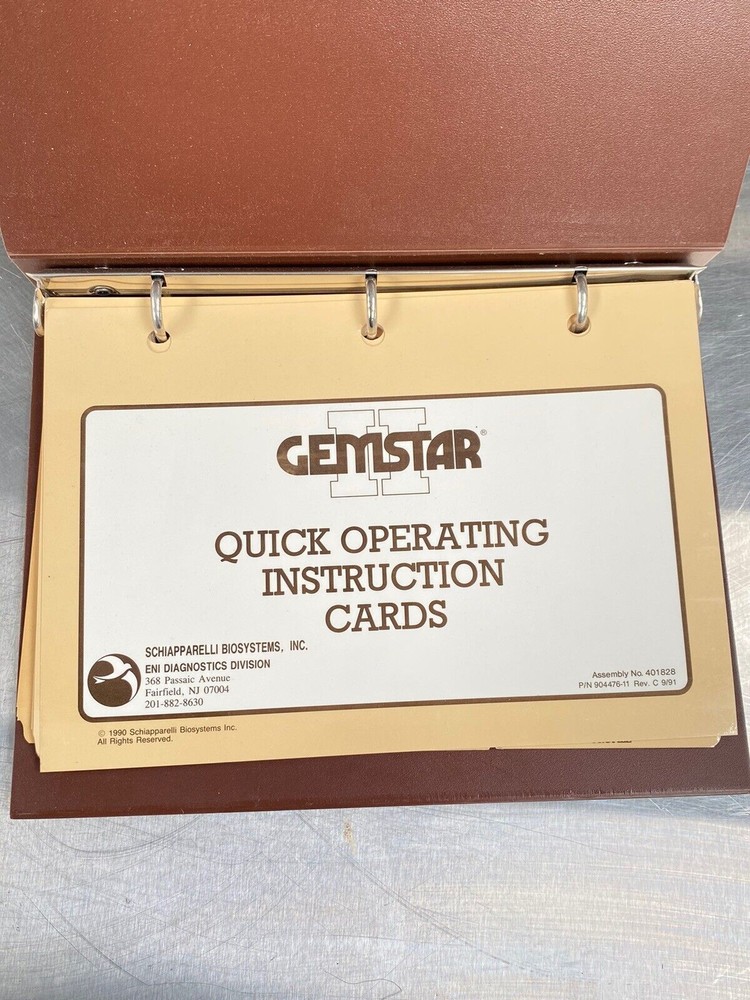 GEMSTAR® II
QUICK OPERATING
INSTRUCTION
CARDS
SCHIAPPARELLI BIOSYSTEMS, INC.
ENI DIAGNOSTICS DIVISION
368 Passaic Avenue
Fairfield, NJ 07004
201-882-8630
Assembly No. 401828
P/N 904476-11 Rev. C 9/91
© 1990 Schiapparelli Biosystems Inc.
All Rights Reserved.